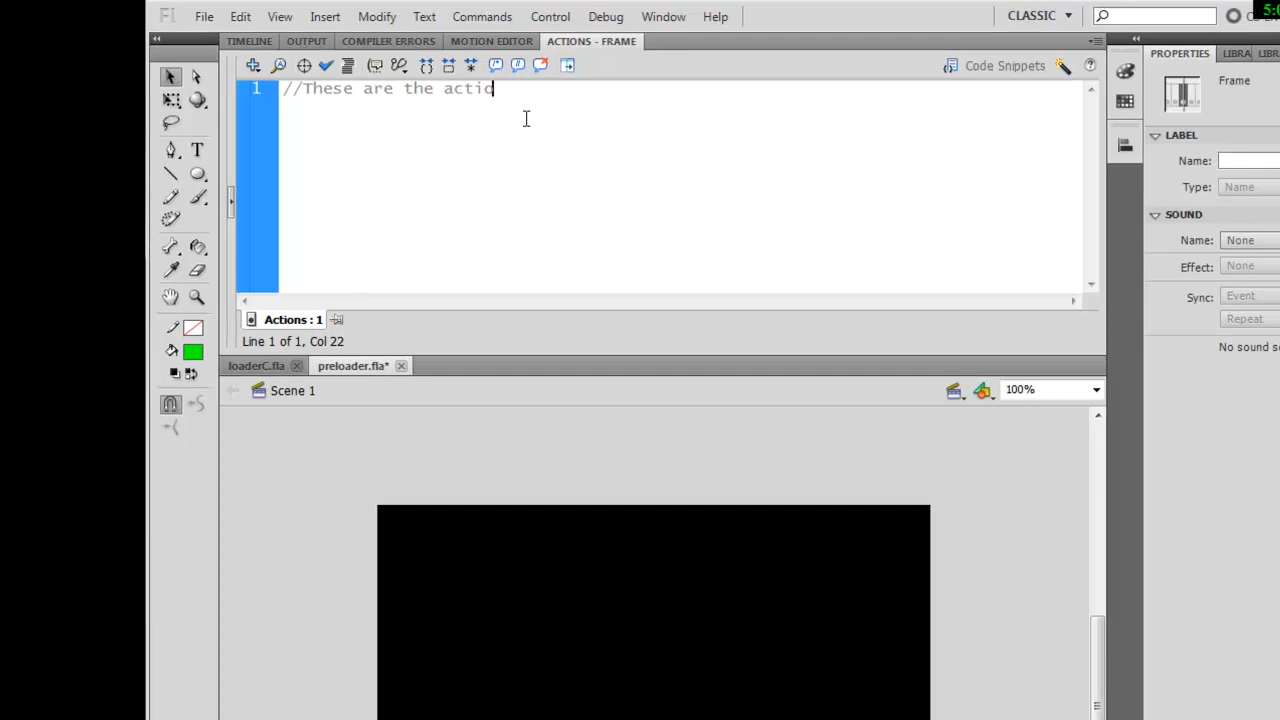 Fl File Edit View Insert Modify Text Commands Control Debug Window Help CLASSIC
TIMELINE OUTPUT COMPILER ERRORS MOTION EDITOR ACTIONS - FRAME
PROPERTIES LIBRA LIBR
Code Snippets
1 //These are the actio
Frame
LABEL
Name:
Type: Name
SOUND
Name: None
Effect: None
Sync: Event
Repeat
No sound se
Actions : 1
Line 1 of 1, Col 22
loaderC.fla preloader.fla*
Scene 1 100%